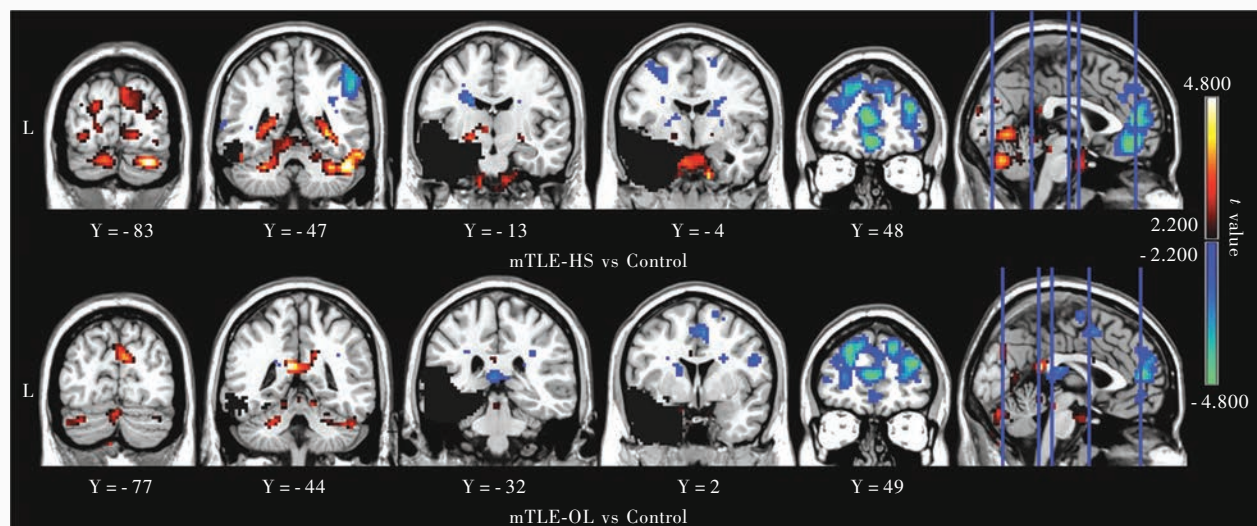 L
Y = - 83
Y = - 47
Y = - 13
Y = - 4
Y = 48
mTLE-HS vs Control
4.800
2.200
- 2.200
- 4.800
t value
L
Y = - 77
Y = - 44
Y = - 32
Y = 2
Y = 49
mTLE-OL vs Control